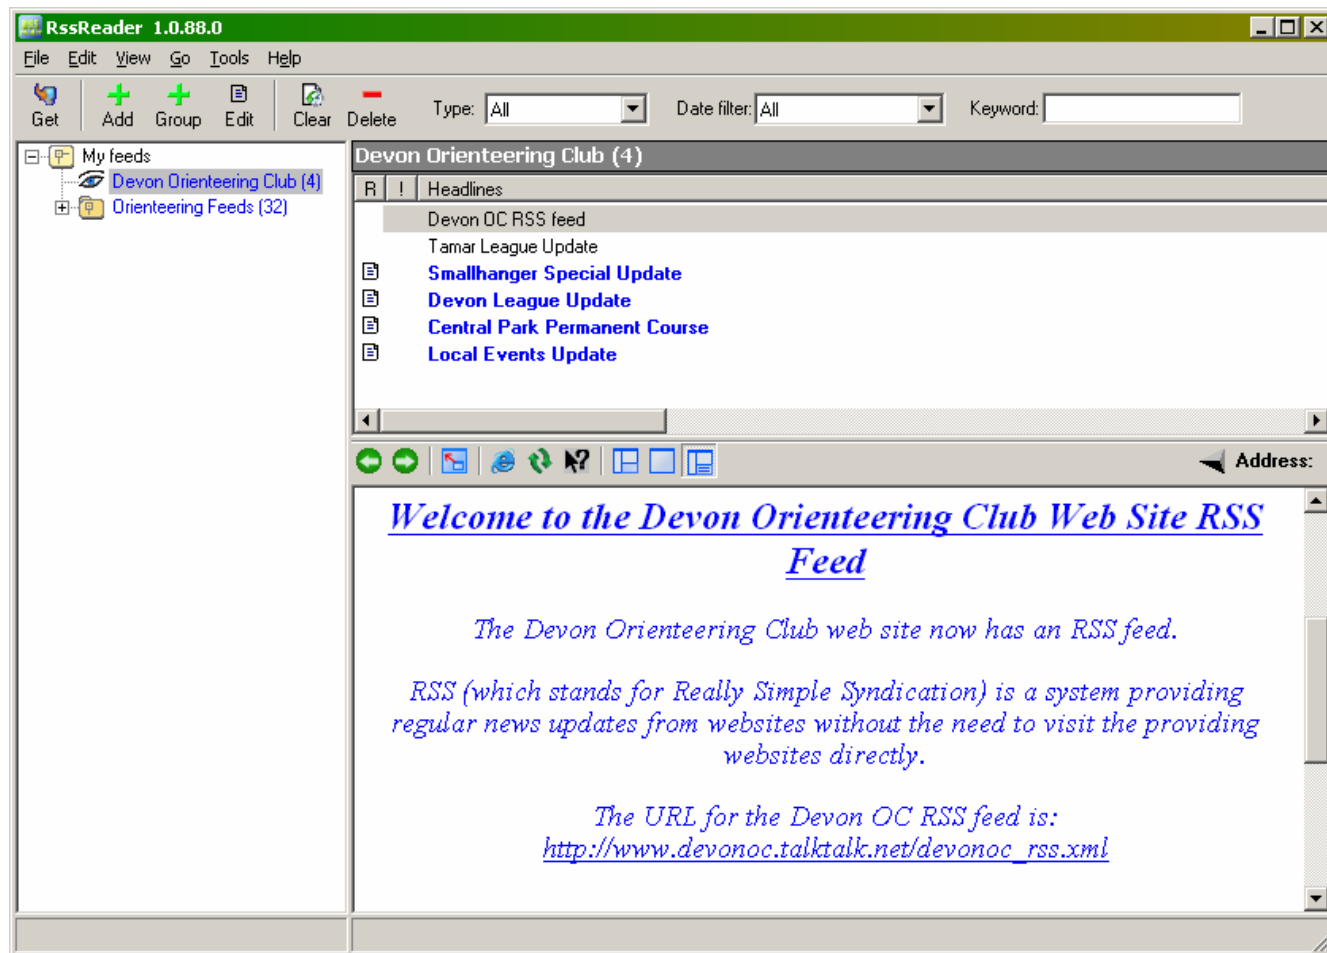 RssReader 1.0.88.0
File Edit View Go Tools Help
Get Add Group Edit Clear Delete Type: All Date filter: All Keyword:
My feeds
Devon Orienteering Club (4)
Orienteering Feeds (32)
Devon Orienteering Club (4)
R ! Headlines
Devon OC RSS feed
Tamar League Update
Smallhanger Special Update
Devon League Update
Central Park Permanent Course
Local Events Update
Address:
Welcome to the Devon Orienteering Club Web Site RSS
Feed
The Devon Orienteering Club web site now has an RSS feed.
RSS (which stands for Really Simple Syndication) is a system providing
regular news updates from websites without the need to visit the providing
websites directly.
The URL for the Devon OC RSS feed is:
http://www.devonoc.talktalk.net/devonoc_rss.xml